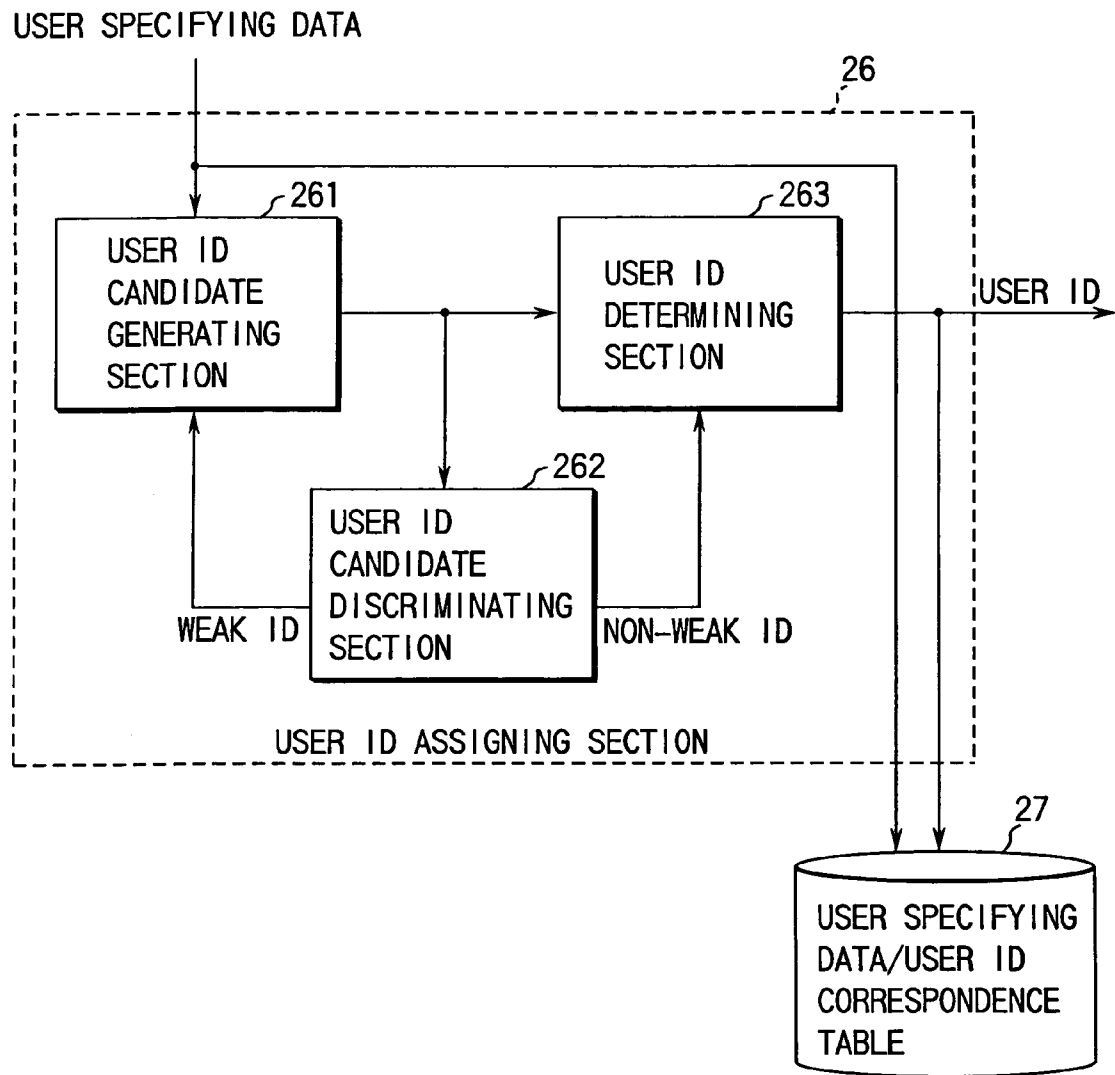 USER SPECIFYING DATA
26
261
USER ID
CANDIDATE
GENERATING
SECTION
263
USER ID
DETERMINING
SECTION
USER ID
262
USER ID
CANDIDATE
DISCRIMINATING
SECTION
WEAK ID
NON-WEAK ID
USER ID ASSIGNING SECTION
27
USER SPECIFYING
DATA/USER ID
CORRESPONDENCE
TABLE